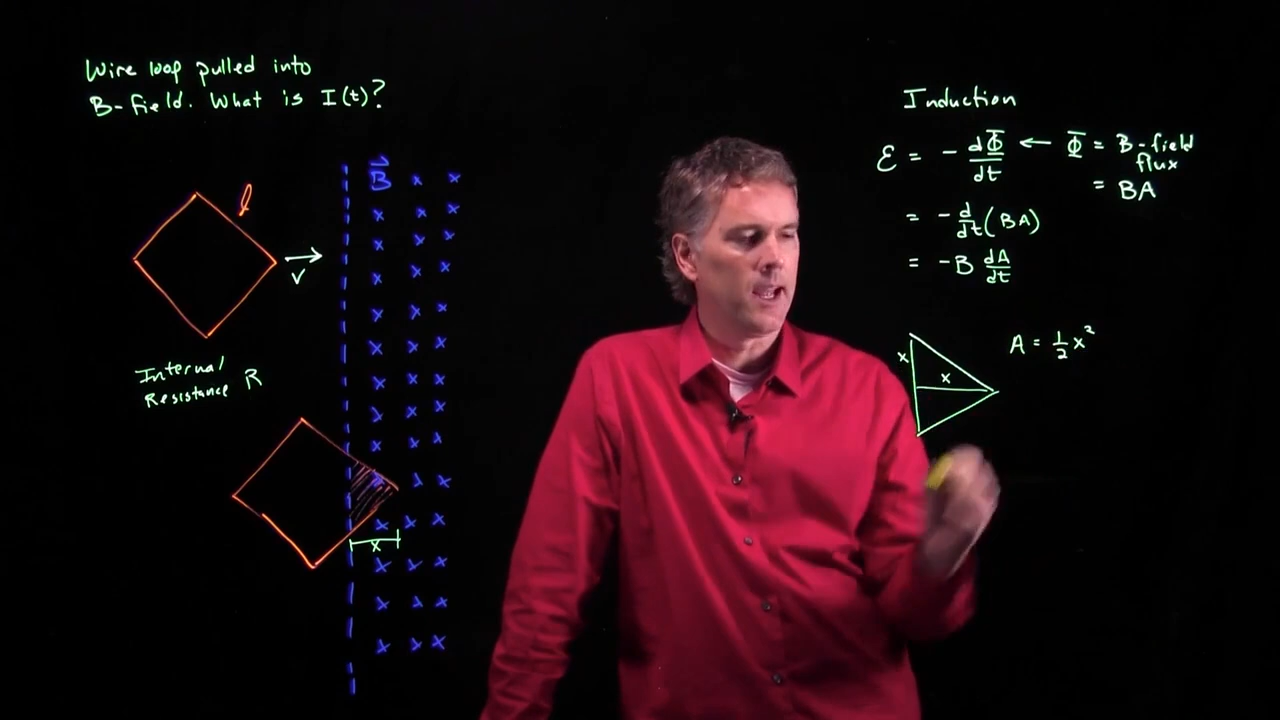 Wire loop pulled into
B-field. What is I(t)?
l
v
Internal
Resistance R
B⃗ x x
x x x
x x x
x x x
x x x
x x x
x x x
x x x
x x x
x x
x x x
x x x
x x x
x x x
x
Induction
ℰ = - dΦ/dt ← Φ = B-field
flux
= BA
= - d/dt (BA)
= -B dA/dt
x
x
A = ½ x²